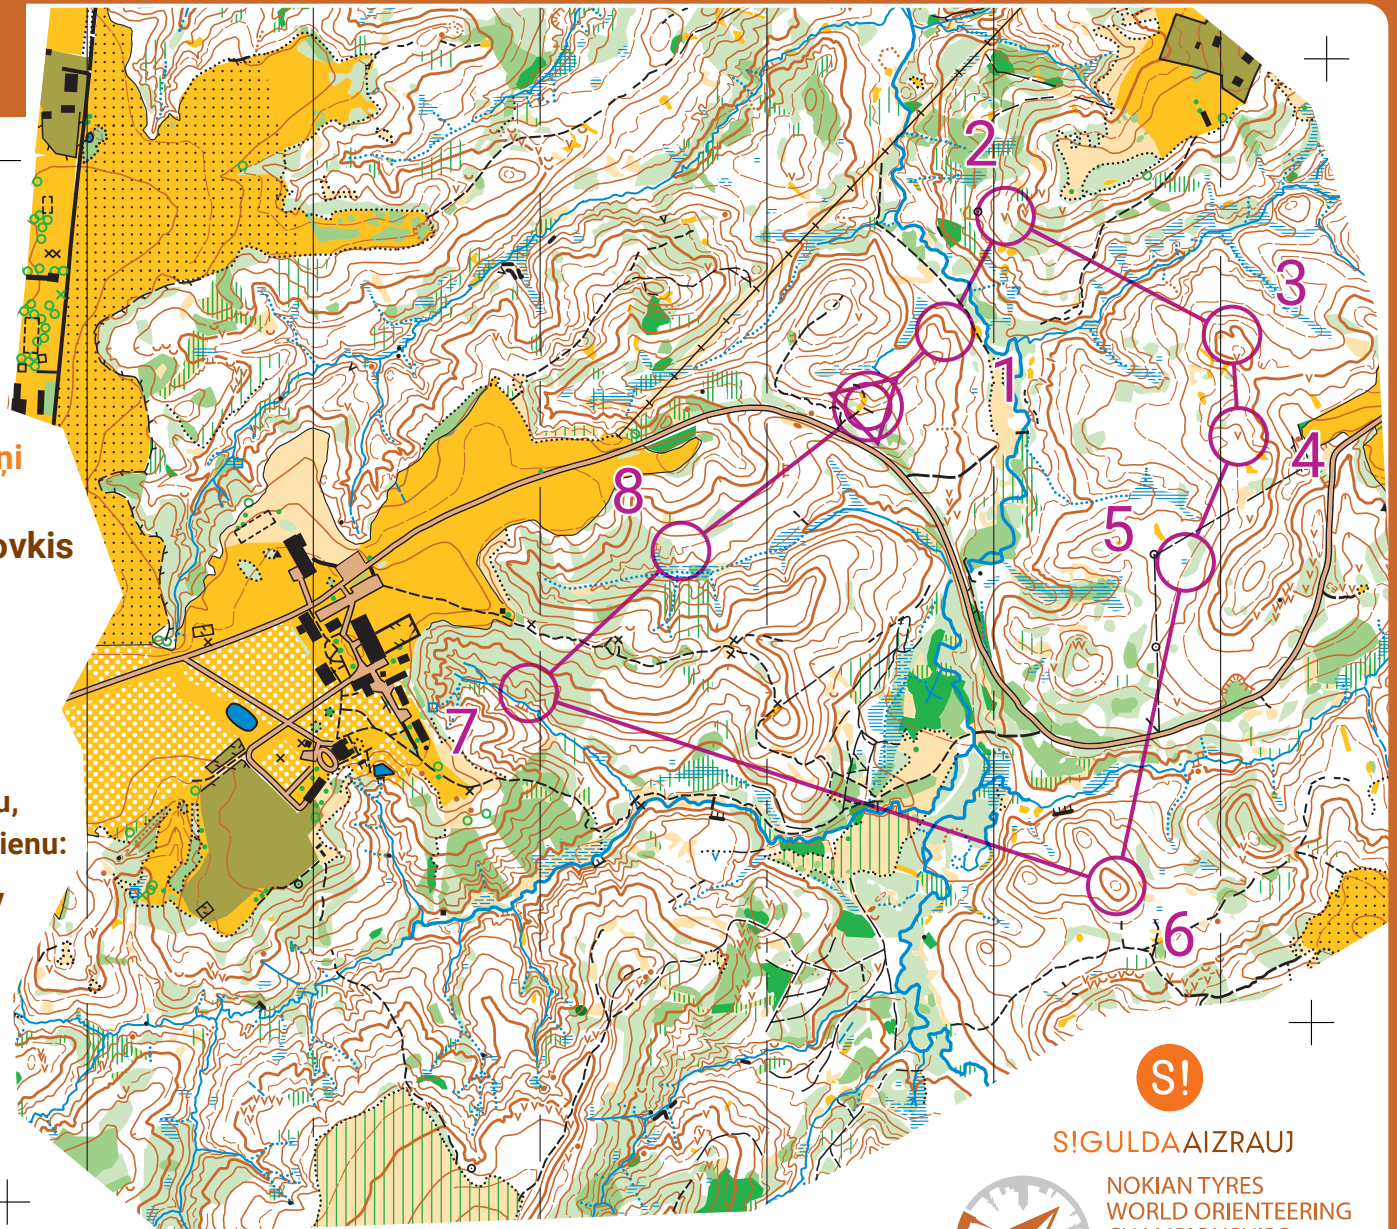 ņi
ovkis
u,
ienu:
2
3
1
4
8
5
7
6
S!
S!GULDAAIZRAUJ
NOKIAN TYRES
WORLD ORIENTEERING